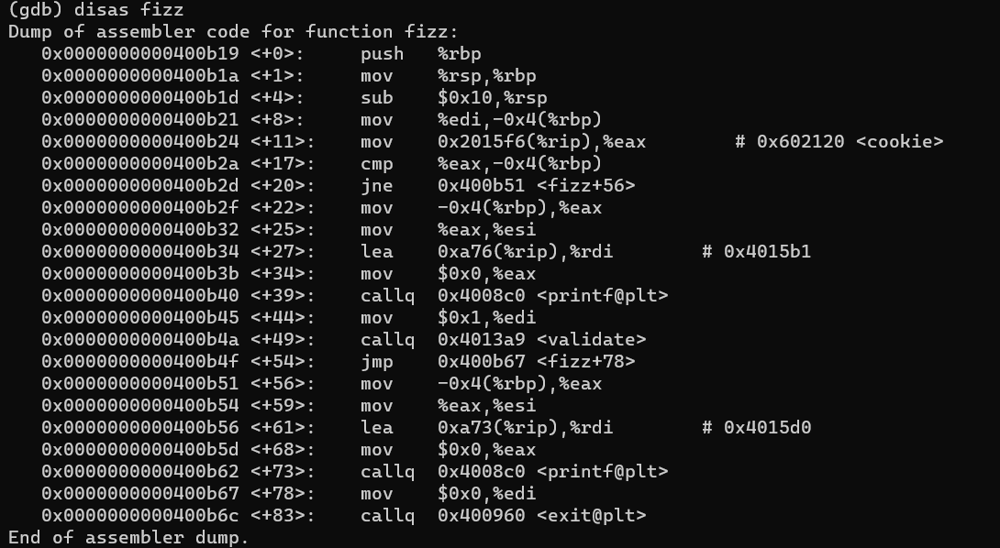 (gdb) disas fizz
Dump of assembler code for function fizz:
   0x0000000000400b19 <+0>:     push   %rbp
   0x0000000000400b1a <+1>:     mov    %rsp,%rbp
   0x0000000000400b1d <+4>:     sub    $0x10,%rsp
   0x0000000000400b21 <+8>:     mov    %edi,-0x4(%rbp)
   0x0000000000400b24 <+11>:    mov    0x2015f6(%rip),%eax        # 0x602120 <cookie>
   0x0000000000400b2a <+17>:    cmp    %eax,-0x4(%rbp)
   0x0000000000400b2d <+20>:    jne    0x400b51 <fizz+56>
   0x0000000000400b2f <+22>:    mov    -0x4(%rbp),%eax
   0x0000000000400b32 <+25>:    mov    %eax,%esi
   0x0000000000400b34 <+27>:    lea    0xa76(%rip),%rdi        # 0x4015b1
   0x0000000000400b3b <+34>:    mov    $0x0,%eax
   0x0000000000400b40 <+39>:    callq  0x4008c0 <printf@plt>
   0x0000000000400b45 <+44>:    mov    $0x1,%edi
   0x0000000000400b4a <+49>:    callq  0x4013a9 <validate>
   0x0000000000400b4f <+54>:    jmp    0x400b67 <fizz+78>
   0x0000000000400b51 <+56>:    mov    -0x4(%rbp),%eax
   0x0000000000400b54 <+59>:    mov    %eax,%esi
   0x0000000000400b56 <+61>:    lea    0xa73(%rip),%rdi        # 0x4015d0
   0x0000000000400b5d <+68>:    mov    $0x0,%eax
   0x0000000000400b62 <+73>:    callq  0x4008c0 <printf@plt>
   0x0000000000400b67 <+78>:    mov    $0x0,%edi
   0x0000000000400b6c <+83>:    callq  0x400960 <exit@plt>
End of assembler dump.